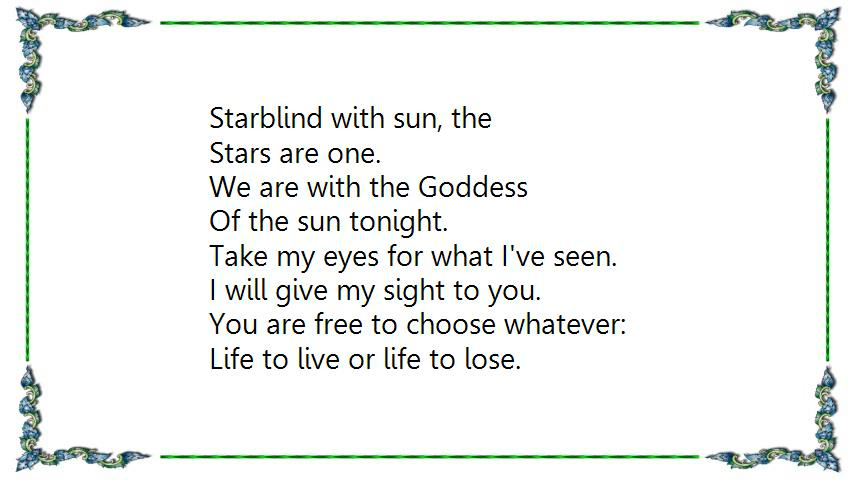 Starblind with sun, the
Stars are one.
We are with the Goddess
Of the sun tonight.
Take my eyes for what I've seen.
I will give my sight to you.
You are free to choose whatever:
Life to live or life to lose.